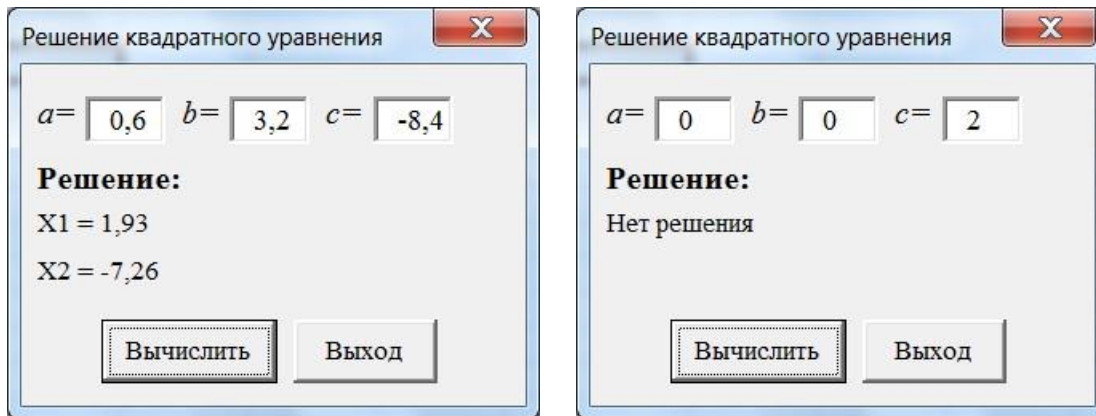 Решение квадратного уравнения
a= 0,6 b= 3,2 c= -8,4
Решение:
X1 = 1,93
X2 = -7,26
Вычислить Выход
Решение квадратного уравнения
a= 0 b= 0 c= 2
Решение:
Нет решения
Вычислить Выход